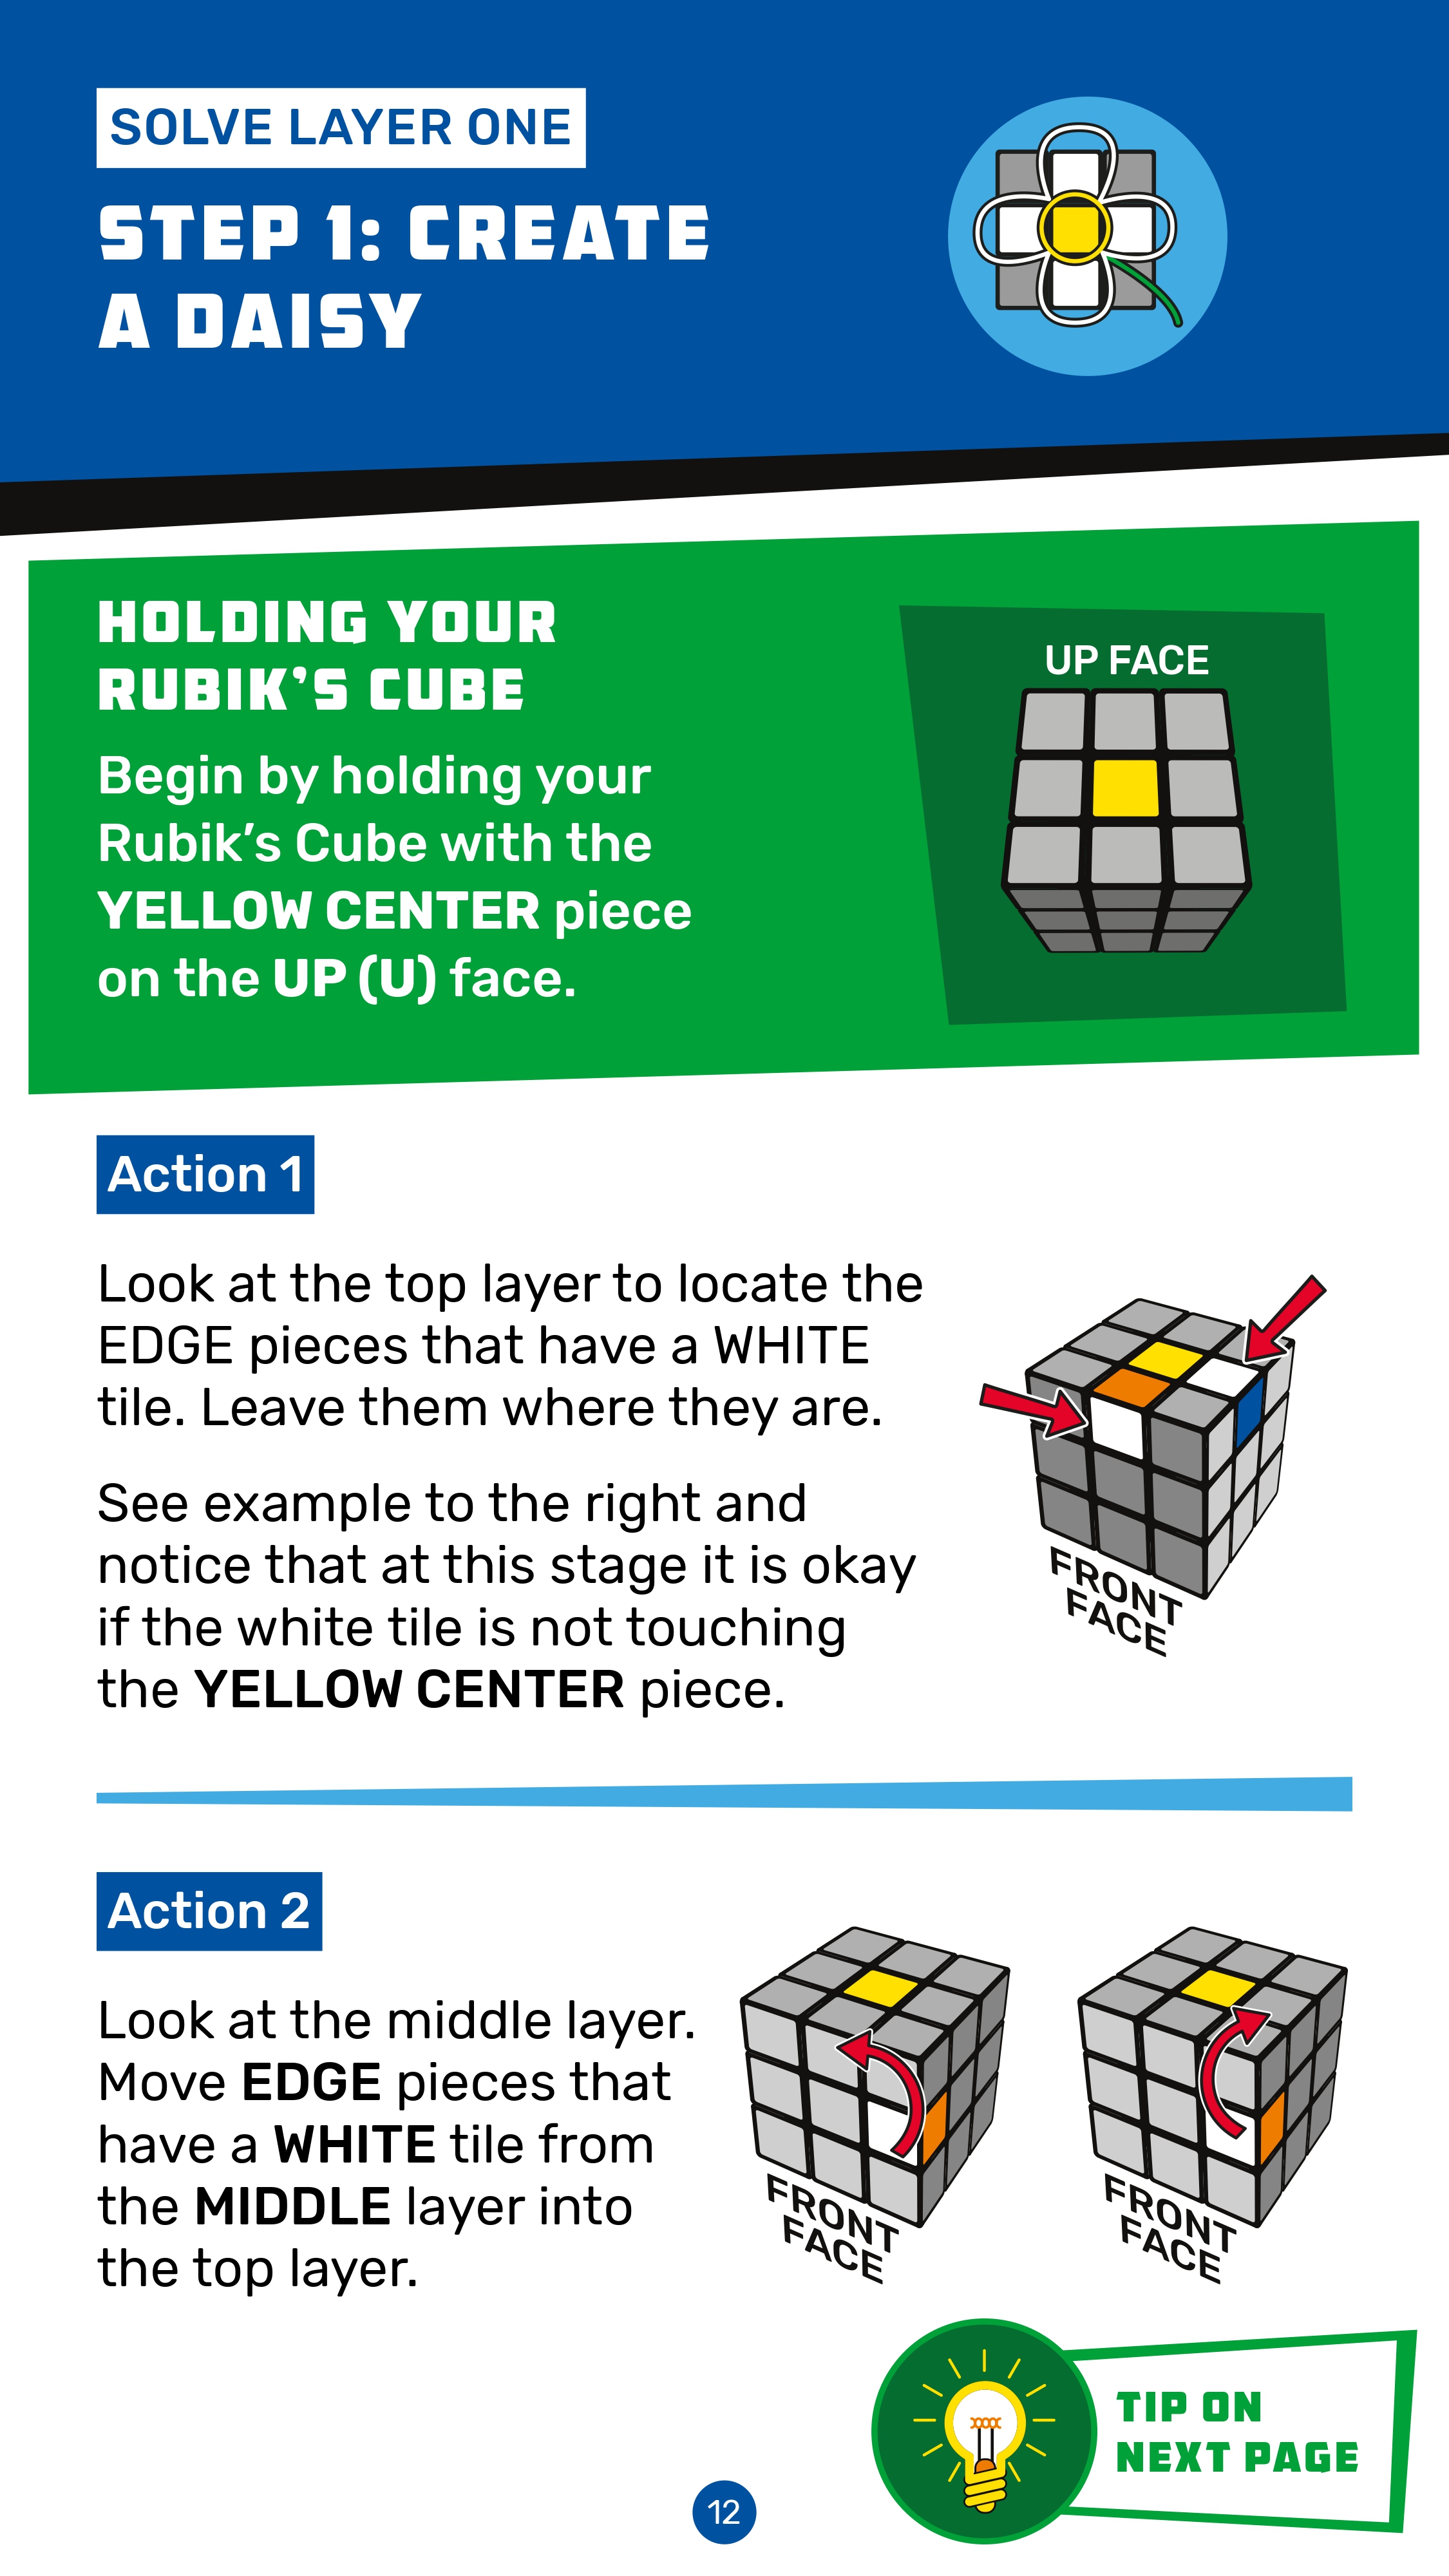 SOLVE LAYER ONE
STEP 1: CREATE
A DAISY
HOLDING YOUR
RUBIK’S CUBE
Begin by holding your
Rubik’s Cube with the
YELLOW CENTER piece
on the UP (U) face.
UP FACE
Action 1
Look at the top layer to locate the
EDGE pieces that have a WHITE
tile. Leave them where they are.
See example to the right and
notice that at this stage it is okay
if the white tile is not touching
the YELLOW CENTER piece.
FRONT
FACE
Action 2
Look at the middle layer.
Move EDGE pieces that
have a WHITE tile from
the MIDDLE layer into
the top layer.
FRONT
FACE
FRONT
FACE
TIP ON
NEXT PAGE
12